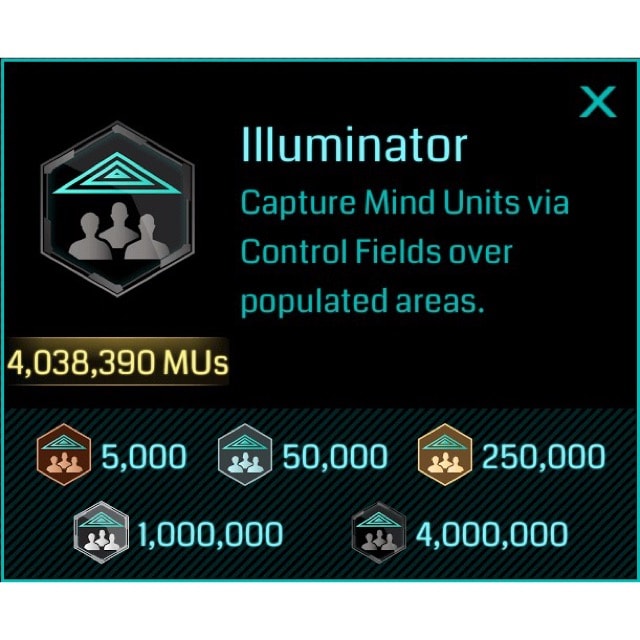 Illuminator
Capture Mind Units via
Control Fields over
populated areas.
4,038,390 MUs
5,000 50,000 250,000
1,000,000 4,000,000